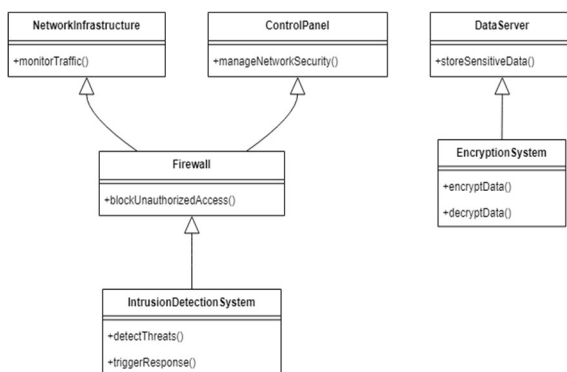 NetworkInfrastructure
+monitorTraffic()
ControlPanel
+manageNetworkSecurity()
DataServer
+storeSensitiveData()
Firewall
+blockUnauthorizedAccess()
EncryptionSystem
+encryptData()
+decryptData()
IntrusionDetectionSystem
+detectThreats()
+triggerResponse()